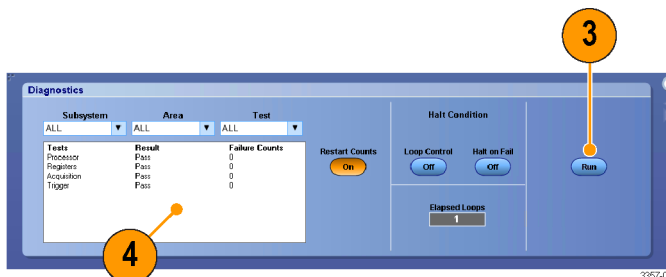 3
Diagnostics
Subsystem Area Test Halt Condition
ALL ALL ALL
Tests Result Failure Counts Restart Counts Loop Control Halt on Fail
Processor Pass 0 On Off Off Run
Registers Pass 0
Acquisition Pass 0
Trigger Pass 0
Elapsed Loops
1
4